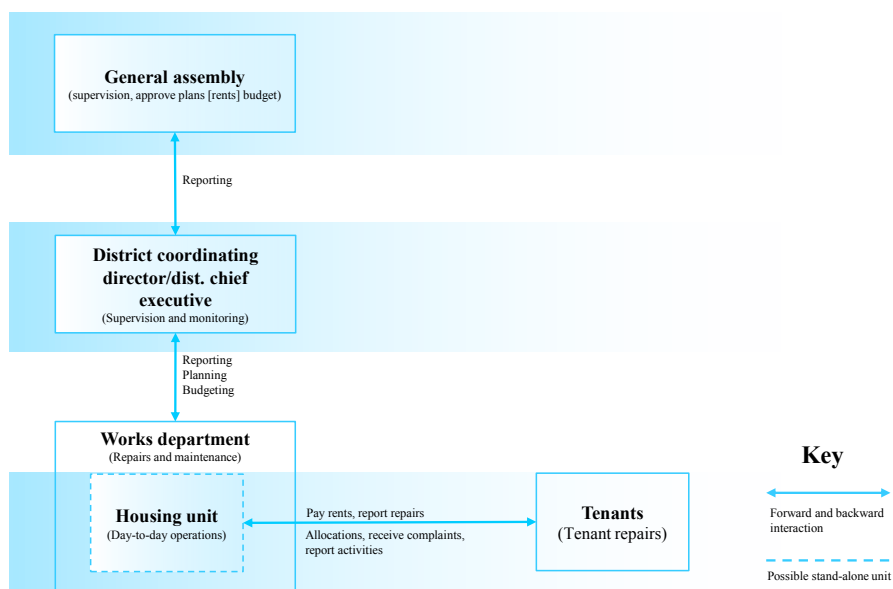 General assembly
(supervision, approve plans [rents] budget)
Reporting
District coordinating
director/dist. chief
executive
(Supervision and monitoring)
Reporting
Planning
Budgeting
Works department
(Repairs and maintenance)
Housing unit
(Day-to-day operations)
Pay rents, report repairs
Allocations, receive complaints,
report activities
Tenants
(Tenant repairs)
Key
Forward and backward
interaction
Possible stand-alone unit